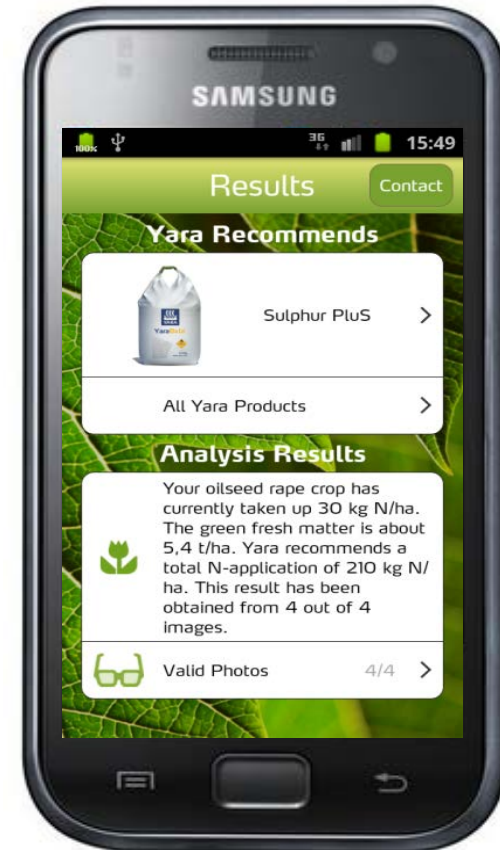 SAMSUNG
100%
3G
15:49
Results
Contact
Yara Recommends
Sulphur PluS
All Yara Products
Analysis Results
Your oilseed rape crop has
currently taken up 30 kg N/ha.
The green fresh matter is about
5,4 t/ha. Yara recommends a
total N-application of 210 kg N/
ha. This result has been
obtained from 4 out of 4
images.
Valid Photos 4/4